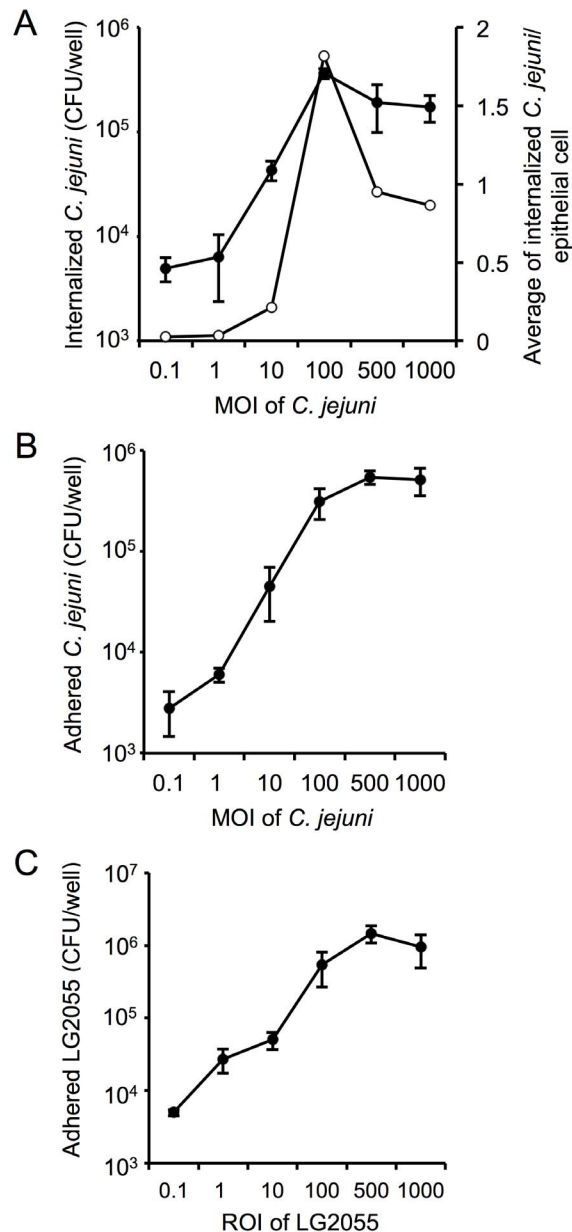 A
Internalized C. jejuni (CFU/well)
10⁶
10⁵
10⁴
10³
2
1.5
1
0.5
0
Average of internalized C. jejuni/
epithelial cell
0.1 1 10 100 500 1000
MOI of C. jejuni
B
Adhered C. jejuni (CFU/well)
10⁶
10⁵
10⁴
10³
0.1 1 10 100 500 1000
MOI of C. jejuni
C
Adhered LG2055 (CFU/well)
10⁷
10⁶
10⁵
10⁴
10³
0.1 1 10 100 500 1000
ROI of LG2055